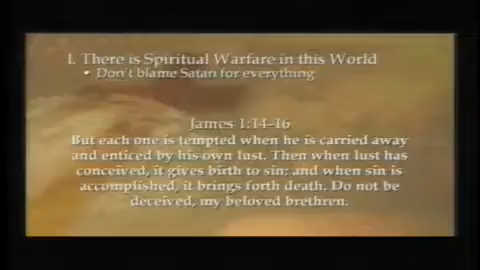 I. There is Spiritual Warfare in this World
• Don't blame Satan for everything
James 1:14-16
But each one is tempted when he is carried away
and enticed by his own lust. Then when lust has
conceived, it gives birth to sin; and when sin is
accomplished, it brings forth death. Do not be
deceived, my beloved brethren.